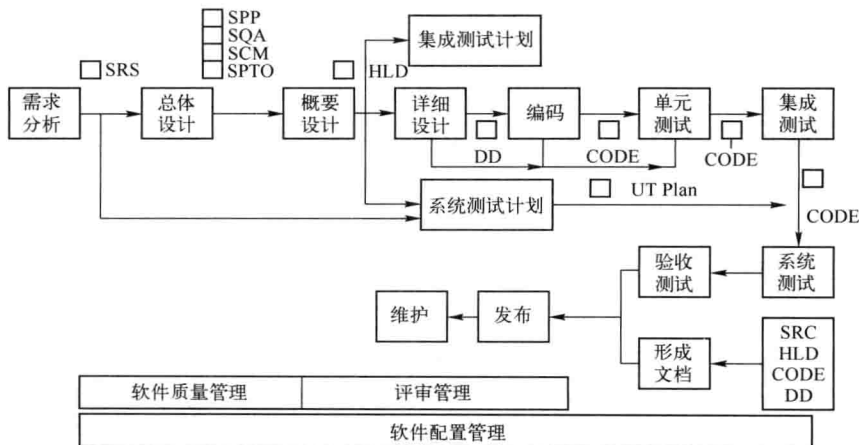 SPP
SQA
SCM
SPTO
SRS
HLD
集成测试计划
需求
分析
总体
设计
概要
设计
详细
设计
编码
单元
测试
集成
测试
DD
CODE
CODE
系统测试计划
UT Plan
CODE
验收
测试
系统
测试
维护
发布
形成
文档
SRC
HLD
CODE
DD
软件质量管理
评审管理
软件配置管理